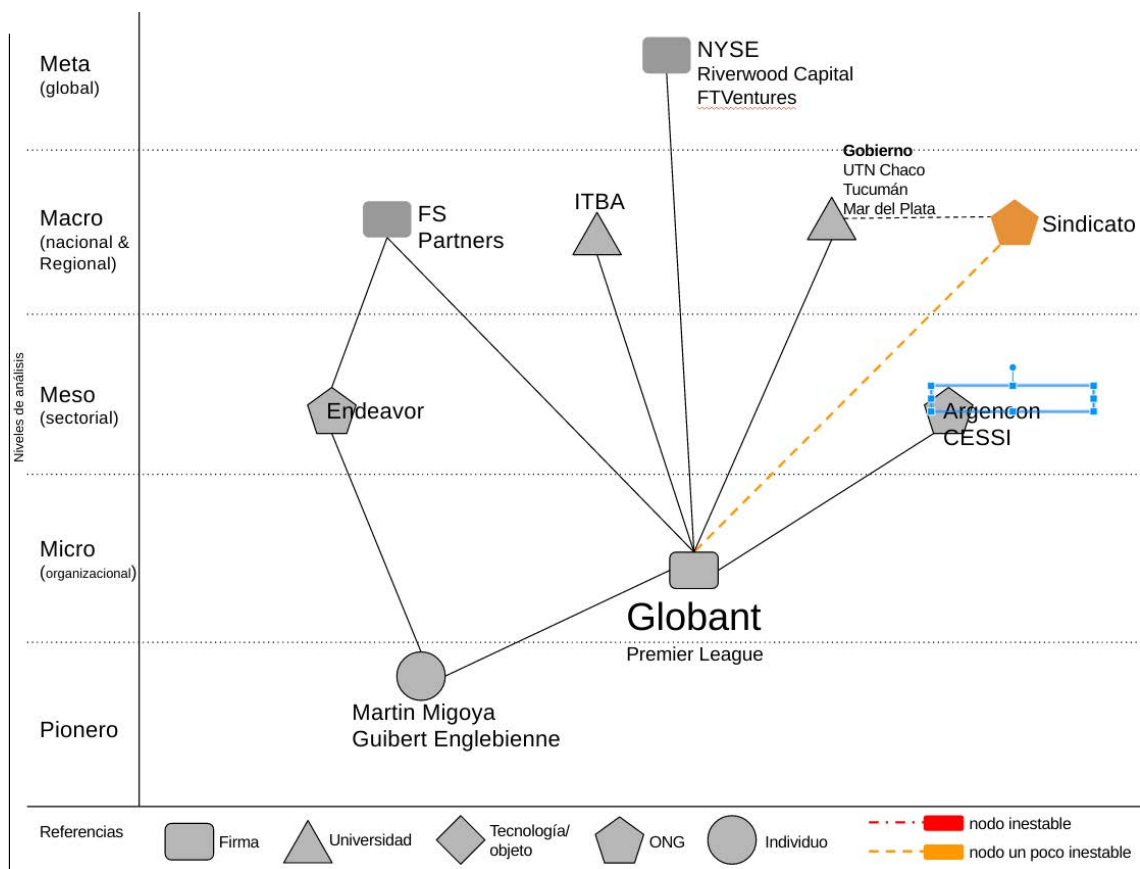 Niveles de análisis
Meta
(global)
NYSE
Riverwood Capital
FTVentures
Macro
(nacional &
Regional)
FS
Partners
ITBA
Gobierno
UTN Chaco
Tucumán
Mar del Plata
Sindicato
Meso
(sectorial)
Endeavor
Argencon
CESSI
Micro
(organizacional)
Globant
Premier League
Pionero
Martin Migoya
Guibert Englebienne
Referencias
Firma
Universidad
Tecnología/
objeto
ONG
Individuo
nodo inestable
nodo un poco inestable